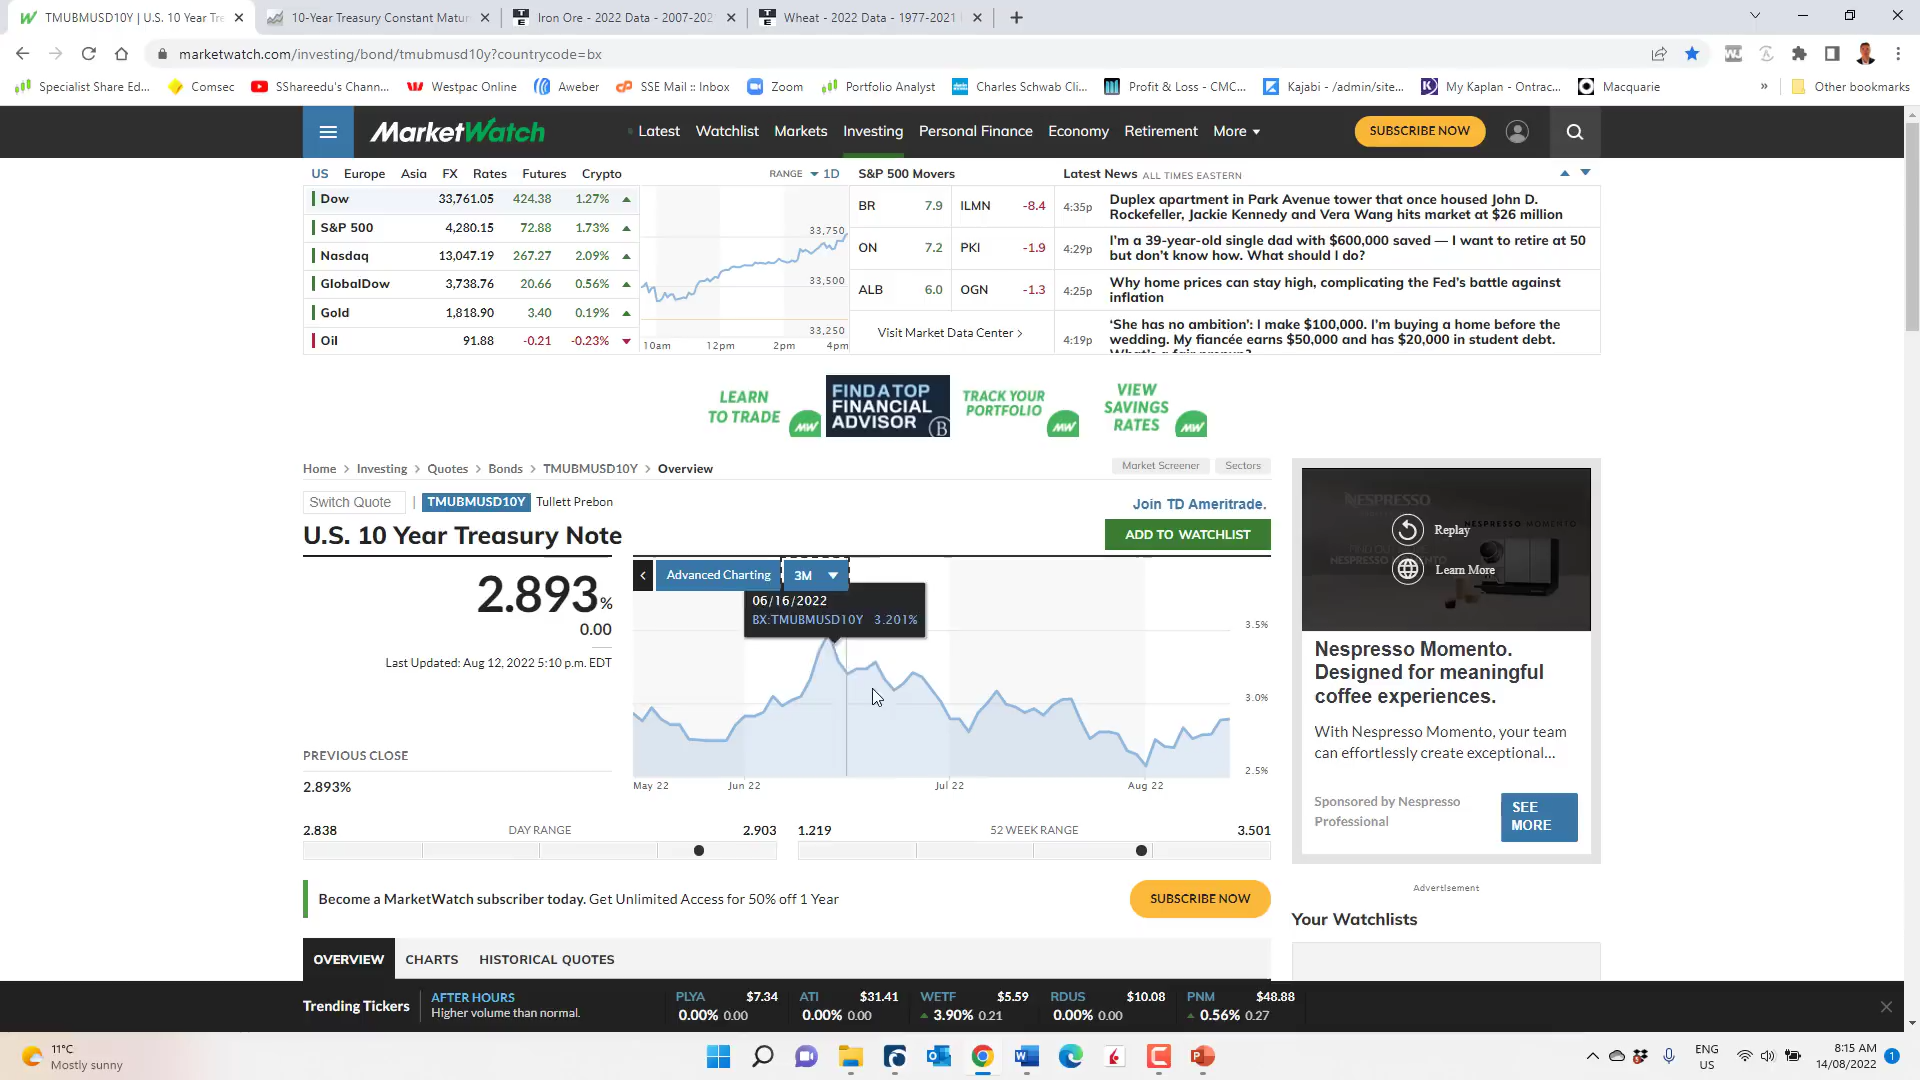 TMUBMUSD10Y | U.S. 10 Year Tre
10-Year Treasury Constant Matur
Iron Ore - 2022 Data - 2007-202
Wheat - 2022 Data - 1977-2021
marketwatch.com/investing/bond/tmubmusd10y?countrycode=bx
Specialist Share Ed...
Comsec
SShareedu's Chann...
Westpac Online
Aweber
SSE Mail :: Inbox
Zoom
Portfolio Analyst
Charles Schwab Cli...
Profit & Loss - CMC...
Kajabi - /admin/site...
My Kaplan - Ontrac...
Macquarie
»
Other bookmarks
MarketWatch
Latest
Watchlist
Markets
Investing
Personal Finance
Economy
Retirement
More
SUBSCRIBE NOW
US Europe Asia FX Rates Futures Crypto
RANGE 1D
S&P 500 Movers
Latest News ALL TIMES EASTERN
Dow 33,761.05 424.38 1.27%
S&P 500 4,280.15 72.88 1.73%
Nasdaq 13,047.19 267.27 2.09%
GlobalDow 3,738.76 20.66 0.56%
Gold 1,818.90 3.40 0.19%
Oil 91.88 -0.21 -0.23%
33,750
33,500
33,250
10am 12pm 2pm 4pm
BR 7.9 ILMN -8.4
ON 7.2 PKI -1.9
ALB 6.0 OGN -1.3
Visit Market Data Center >
4:35p
Duplex apartment in Park Avenue tower that once housed John D.
Rockefeller, Jackie Kennedy and Vera Wang hits market at $26 million
4:29p
I'm a 39-year-old single dad with $600,000 saved — I want to retire at 50
but don't know how. What should I do?
4:25p
Why home prices can stay high, complicating the Fed's battle against
inflation
4:19p
'She has no ambition': I make $100,000. I'm buying a home before the
wedding. My fiancée earns $50,000 and has $20,000 in student debt.
What's a fair prenup?
LEARN
TO TRADE
MW
FIND A TOP
FINANCIAL
ADVISOR
B
TRACK YOUR
PORTFOLIO
MW
VIEW
SAVINGS
RATES
MW
Home > Investing > Quotes > Bonds > TMUBMUSD10Y > Overview
Market Screener
Sectors
Switch Quote | TMUBMUSD10Y Tullett Prebon
Join TD Ameritrade.
U.S. 10 Year Treasury Note
ADD TO WATCHLIST
2.893%
0.00
Last Updated: Aug 12, 2022 5:10 p.m. EDT
PREVIOUS CLOSE
2.893%
Advanced Charting
3M
06/16/2022
BX:TMUBMUSD10Y 3.201%
3.5%
3.0%
2.5%
May 22 Jun 22 Jul 22 Aug 22
2.838 DAY RANGE 2.903
1.219 52 WEEK RANGE 3.501
Become a MarketWatch subscriber today. Get Unlimited Access for 50% off 1 Year
SUBSCRIBE NOW
OVERVIEW
CHARTS
HISTORICAL QUOTES
NESPRESSO
Replay
NESPRESSO MOMENTO
Learn More
Nespresso Momento.
Designed for meaningful
coffee experiences.
With Nespresso Momento, your team
can effortlessly create exceptional...
Sponsored by Nespresso
Professional
SEE
MORE
Advertisement
Your Watchlists
Trending Tickers
AFTER HOURS
Higher volume than normal.
PLYA $7.34
0.00% 0.00
ATI $31.41
0.00% 0.00
WETF $5.59
3.90% 0.21
RDUS $10.08
0.00% 0.00
PNM $48.88
0.56% 0.27
11°C
Mostly sunny
ENG
US
8:15 AM
14/08/2022
1